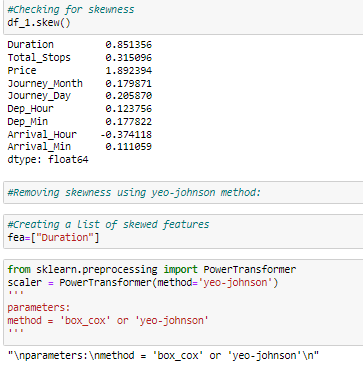 #Checking for skewness
df_1.skew()
Duration 0.851356
Total_Stops 0.315096
Price 1.892394
Journey_Month 0.179871
Journey_Day 0.205870
Dep_Hour 0.123756
Dep_Min 0.177822
Arrival_Hour -0.374118
Arrival_Min 0.111059
dtype: float64
#Removing skewness using yeo-johnson method:
#Creating a list of skewed features
fea=["Duration"]
from sklearn.preprocessing import PowerTransformer
scaler = PowerTransformer(method='yeo-johnson')
'''
parameters:
method = 'box_cox' or 'yeo-johnson'
'''
"\nparameters:\nmethod = 'box_cox' or 'yeo-johnson'\n"